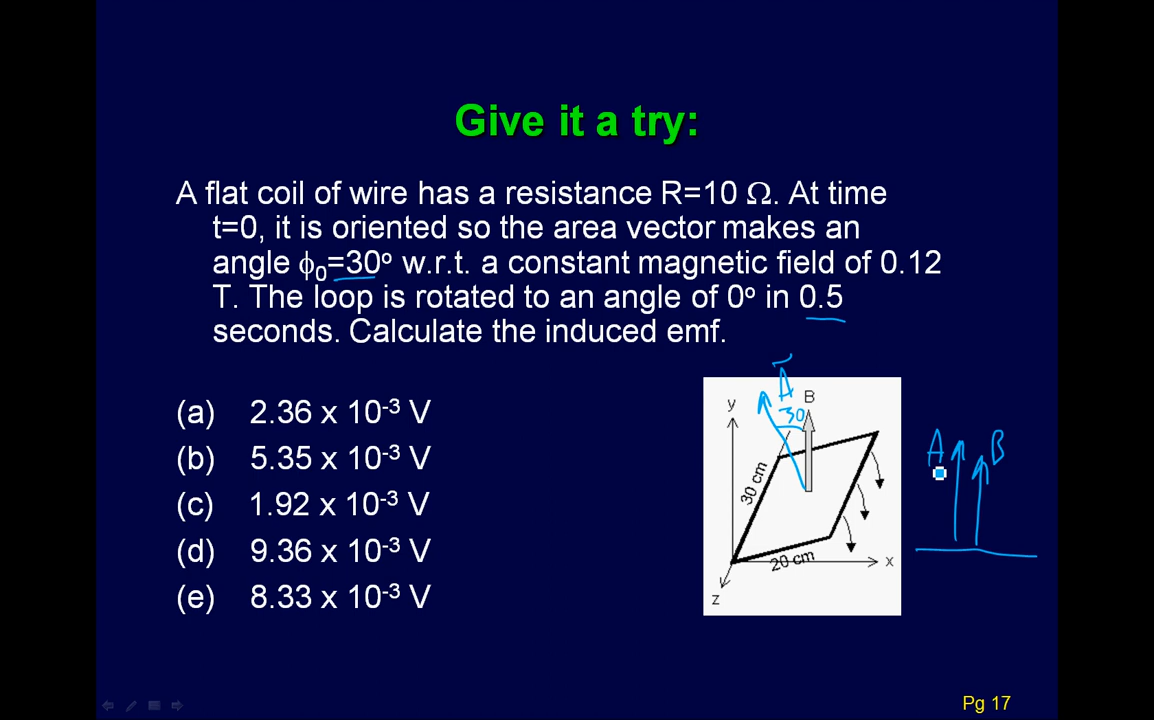 Give it a try:
A flat coil of wire has a resistance R=10 Ω. At time
t=0, it is oriented so the area vector makes an
angle ϕ₀=30º w.r.t. a constant magnetic field of 0.12
T. The loop is rotated to an angle of 0º in 0.5
seconds. Calculate the induced emf.
(a) 2.36 x 10⁻³ V
(b) 5.35 x 10⁻³ V
(c) 1.92 x 10⁻³ V
(d) 9.36 x 10⁻³ V
(e) 8.33 x 10⁻³ V
A
B
y
30
30 cm
20 cm
x
z
A
B
Pg 17